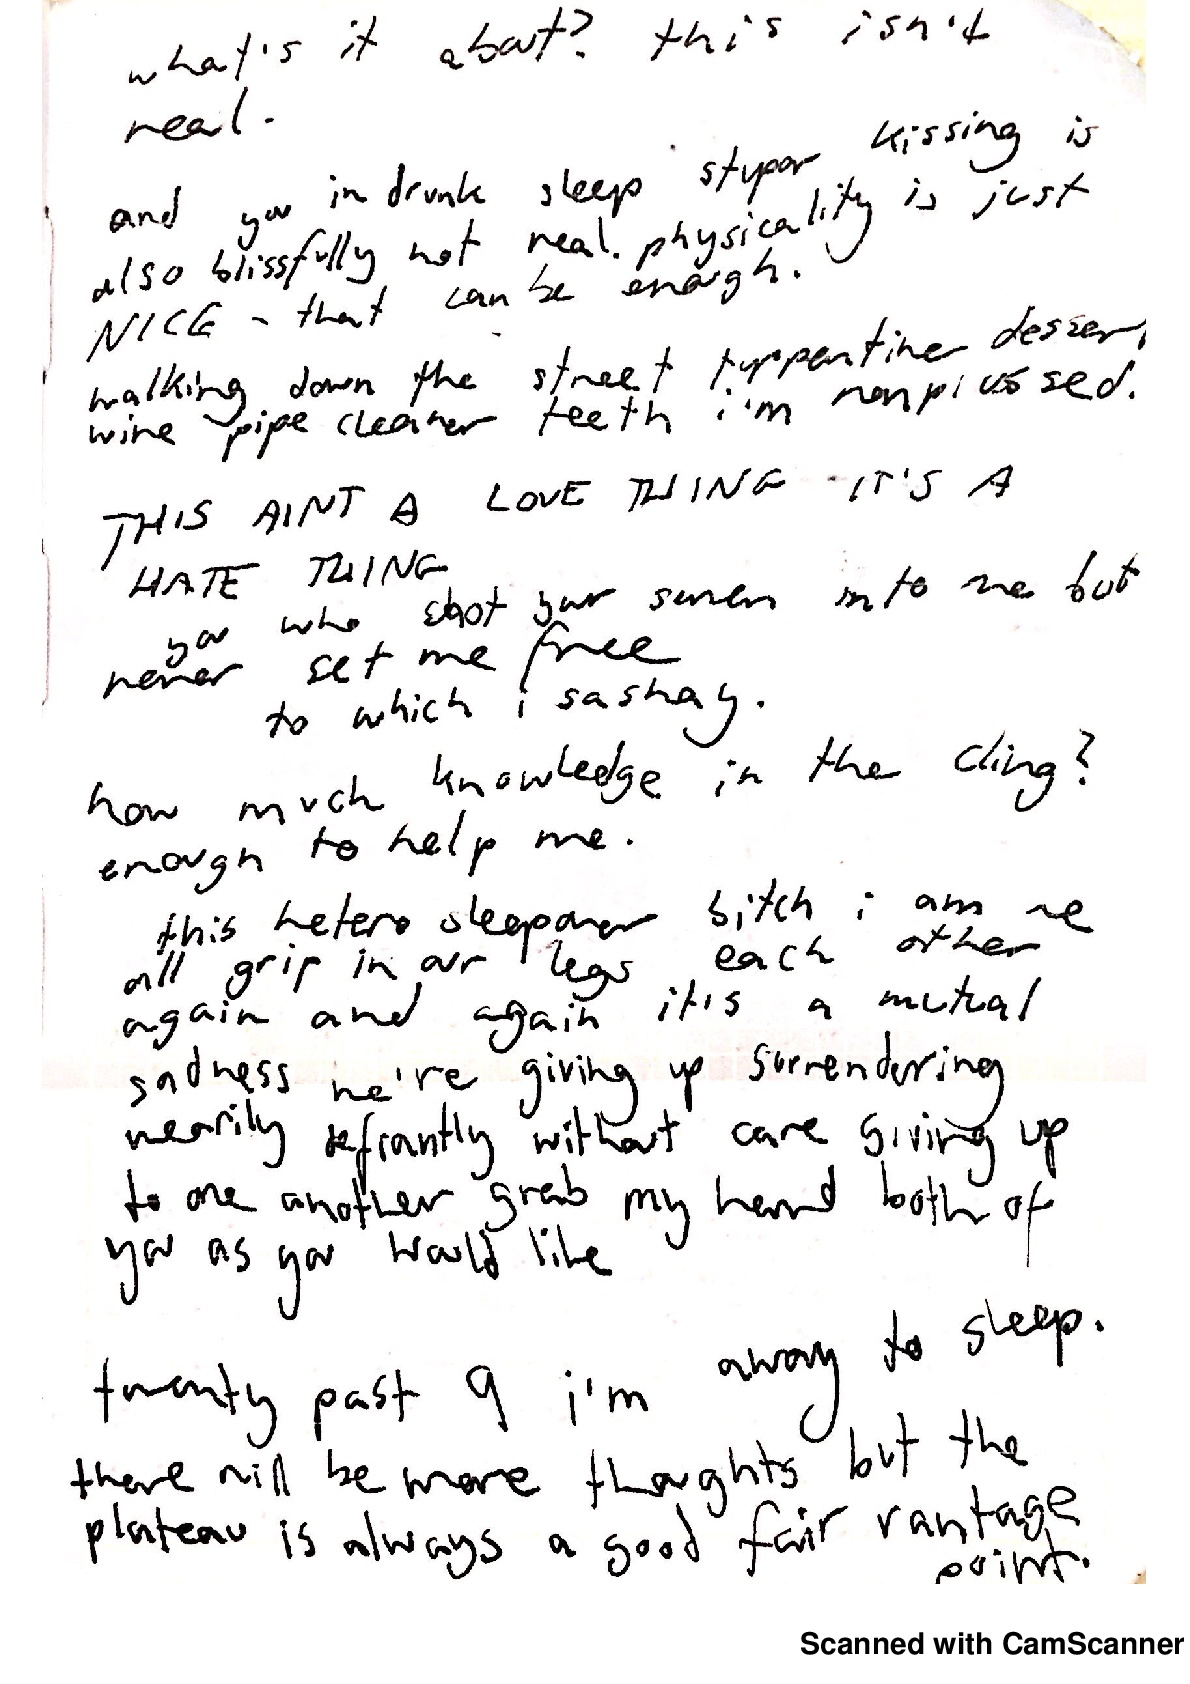 what's it about? this isn't
real.
and you in drunk sleep stupor kissing is
also blissfully not real. physicality is just
NICE - that can be enough.
walking down the street turpentine dessert
wine pipe cleaner teeth i'm nonplussed.
THIS AINT A LOVE THING IT'S A
HATE THING
you who shot your semen into me but
never set me free
to which i sashay.
how much knowledge in the cling?
enough to help me.
this hetero sleepover bitch i am we
all grip in our legs each other
again and again it's a mutual
sadness we're giving up surrendering
wearily defiantly without care giving up
to one another grab my hand both of
you as you would like
twenty past 9 i'm away to sleep.
there will be more thoughts but the
plateau is always a good fair vantage
point.
Scanned with CamScanner